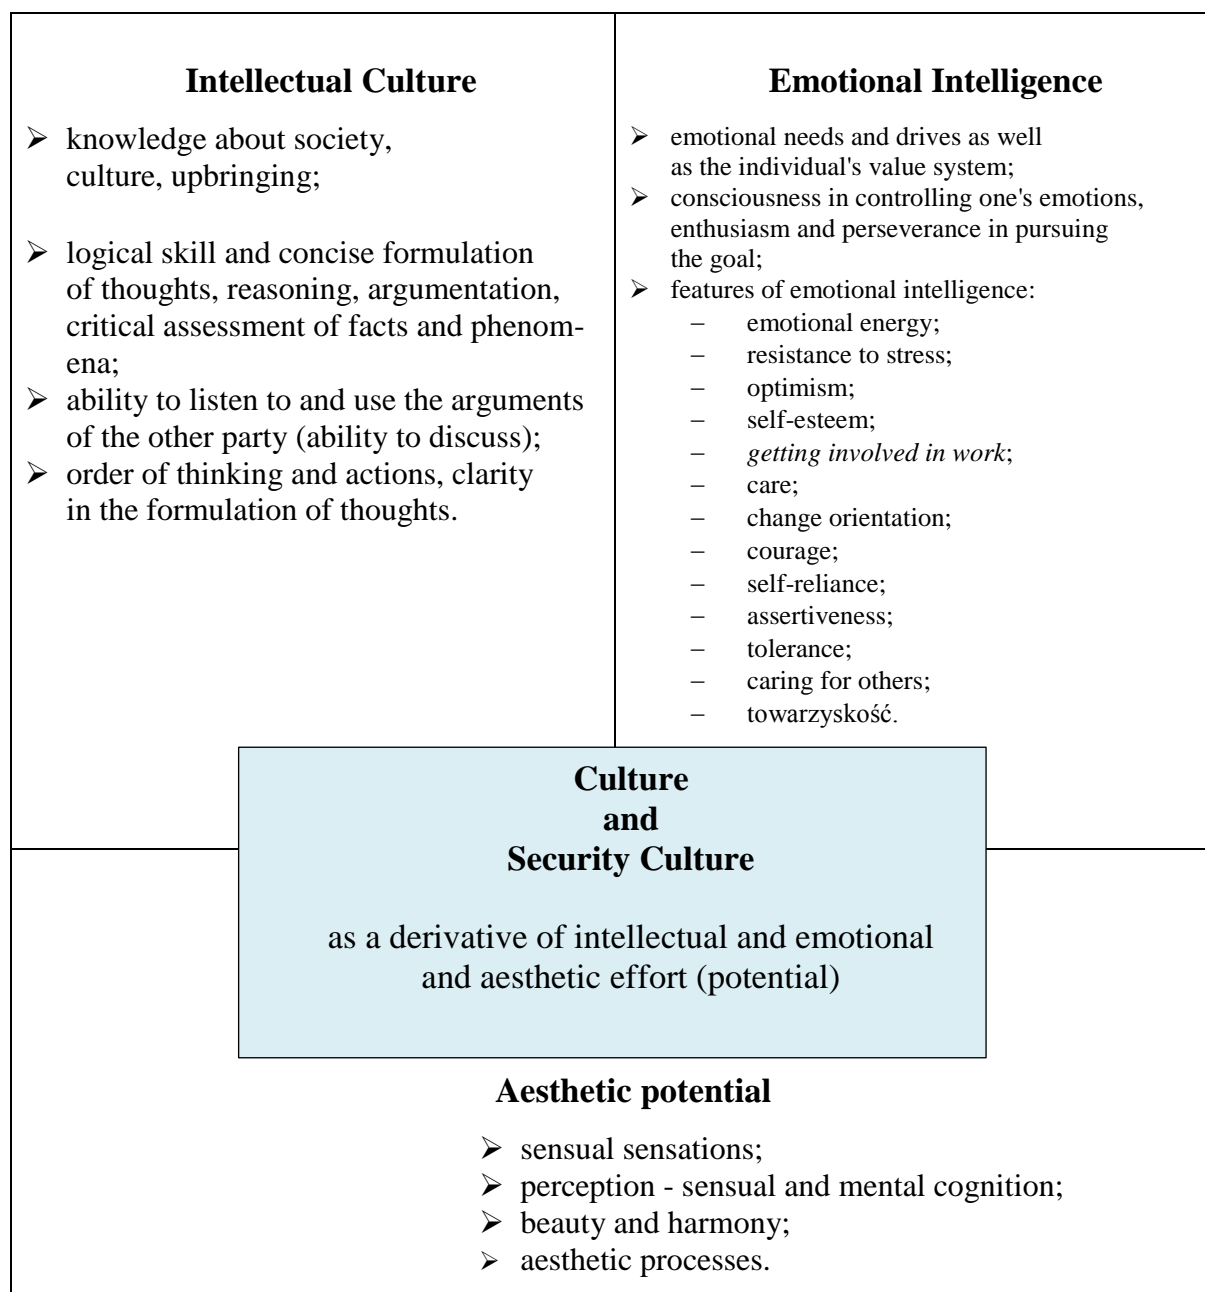 Intellectual Culture
➢ knowledge about society,
culture, upbringing;
➢ logical skill and concise formulation
of thoughts, reasoning, argumentation,
critical assessment of facts and phenom-
ena;
➢ ability to listen to and use the arguments
of the other party (ability to discuss);
➢ order of thinking and actions, clarity
in the formulation of thoughts.
Emotional Intelligence
➢ emotional needs and drives as well
as the individual's value system;
➢ consciousness in controlling one's emotions,
enthusiasm and perseverance in pursuing
the goal;
➢ features of emotional intelligence:
– emotional energy;
– resistance to stress;
– optimism;
– self-esteem;
– getting involved in work;
– care;
– change orientation;
– courage;
– self-reliance;
– assertiveness;
– tolerance;
– caring for others;
– towarzyskość.
Culture
and
Security Culture
as a derivative of intellectual and emotional
and aesthetic effort (potential)
Aesthetic potential
➢ sensual sensations;
➢ perception - sensual and mental cognition;
➢ beauty and harmony;
➢ aesthetic processes.